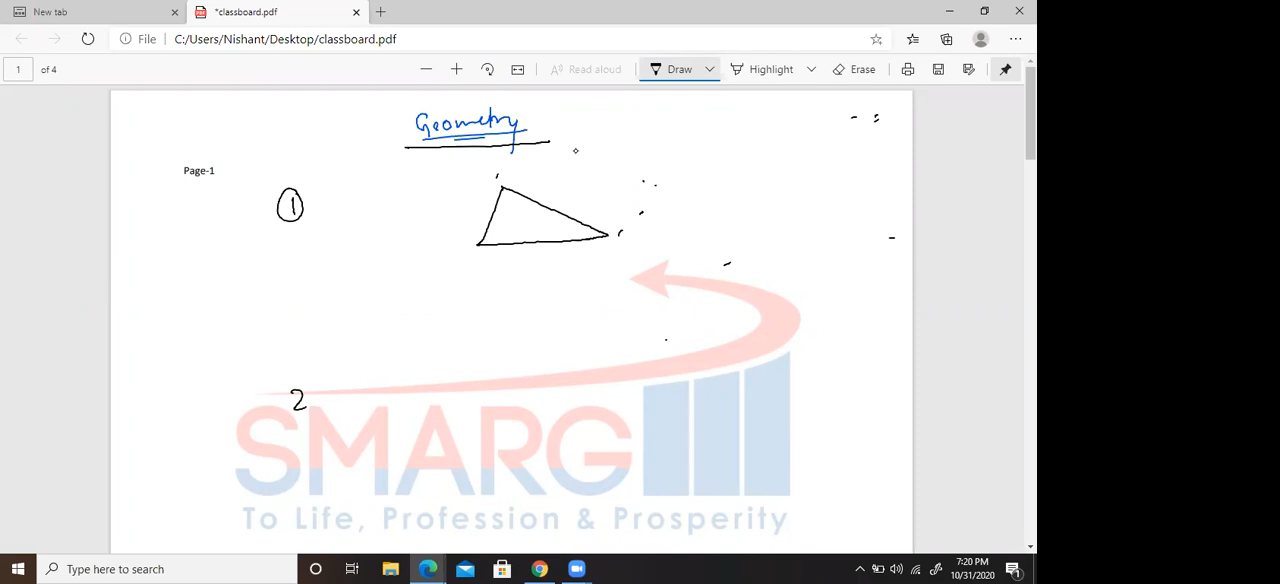 New tab
*classboard.pdf
File
C:/Users/Nishant/Desktop/classboard.pdf
1 of 4
Read aloud
Draw
Highlight
Erase
Geometry
Page-1
1
2
SMARG
To Life, Profession & Prosperity
Type here to search
7:20 PM
10/31/2020
1